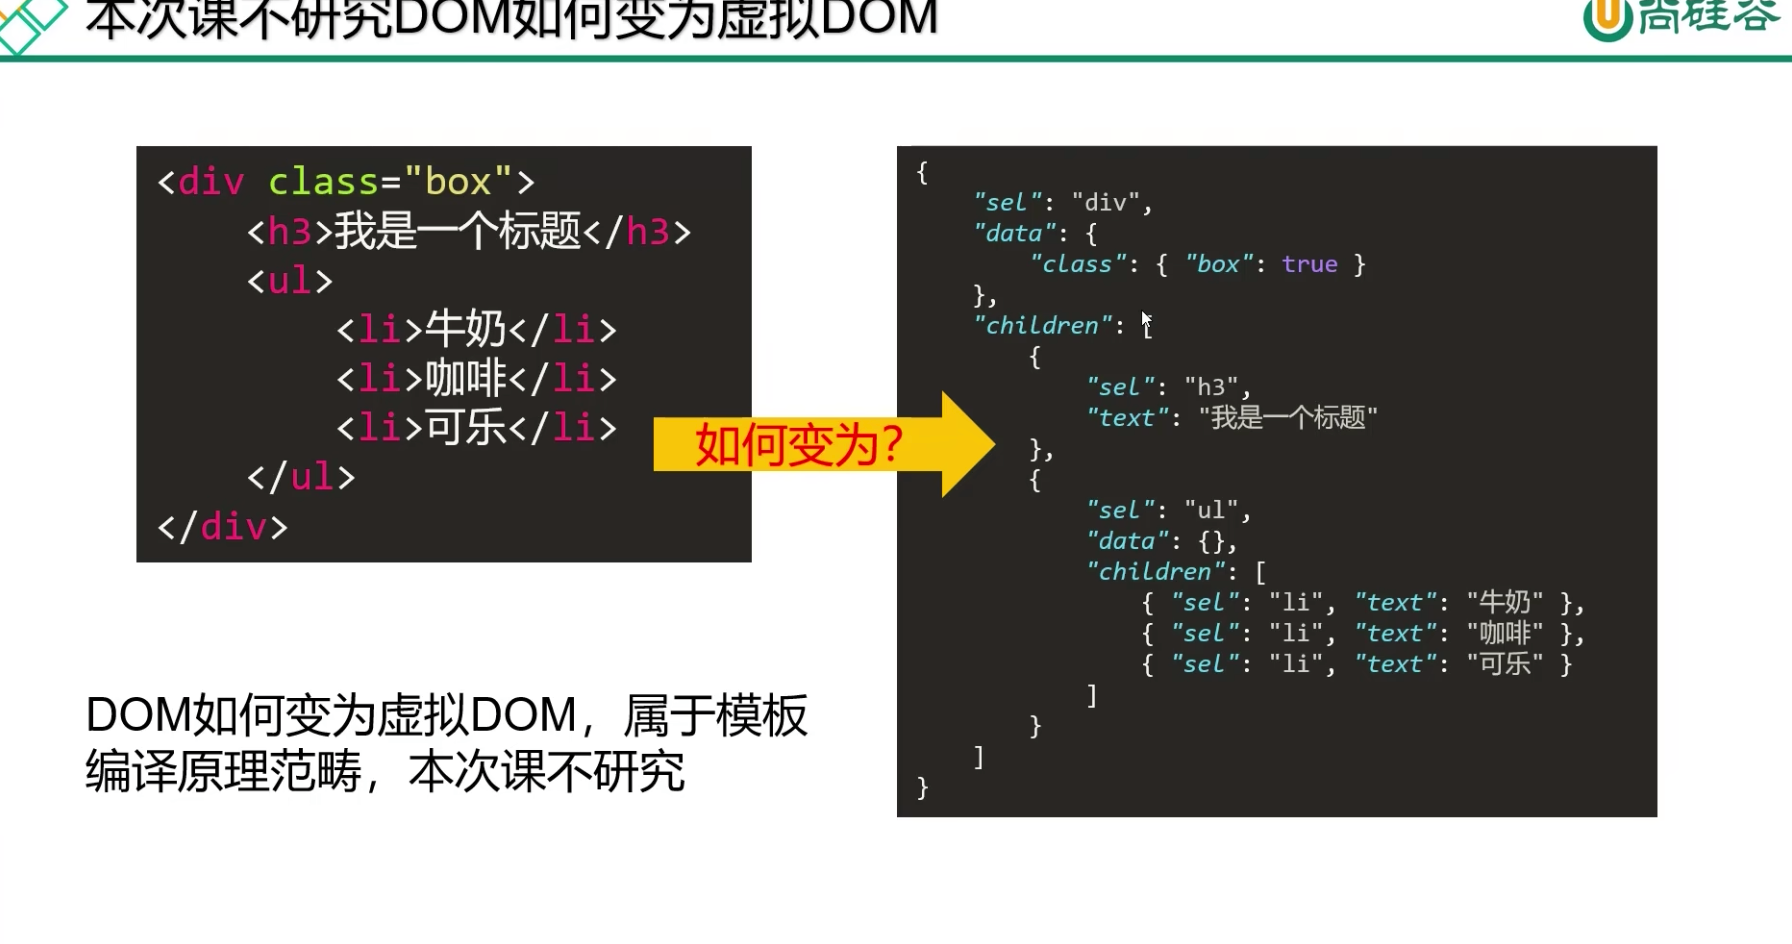 本次课不研究DOM如何变为虚拟DOM
尚硅谷
<div class="box">
    <h3>我是一个标题</h3>
    <ul>
        <li>牛奶</li>
        <li>咖啡</li>
        <li>可乐</li>
    </ul>
</div>
如何变为?
{
    "sel": "div",
    "data": {
        "class": { "box": true }
    },
    "children": [
        {
            "sel": "h3",
            "text": "我是一个标题"
        },
        {
            "sel": "ul",
            "data": {},
            "children": [
                { "sel": "li", "text": "牛奶" },
                { "sel": "li", "text": "咖啡" },
                { "sel": "li", "text": "可乐" }
            ]
        }
    ]
}
DOM如何变为虚拟DOM，属于模板
编译原理范畴，本次课不研究